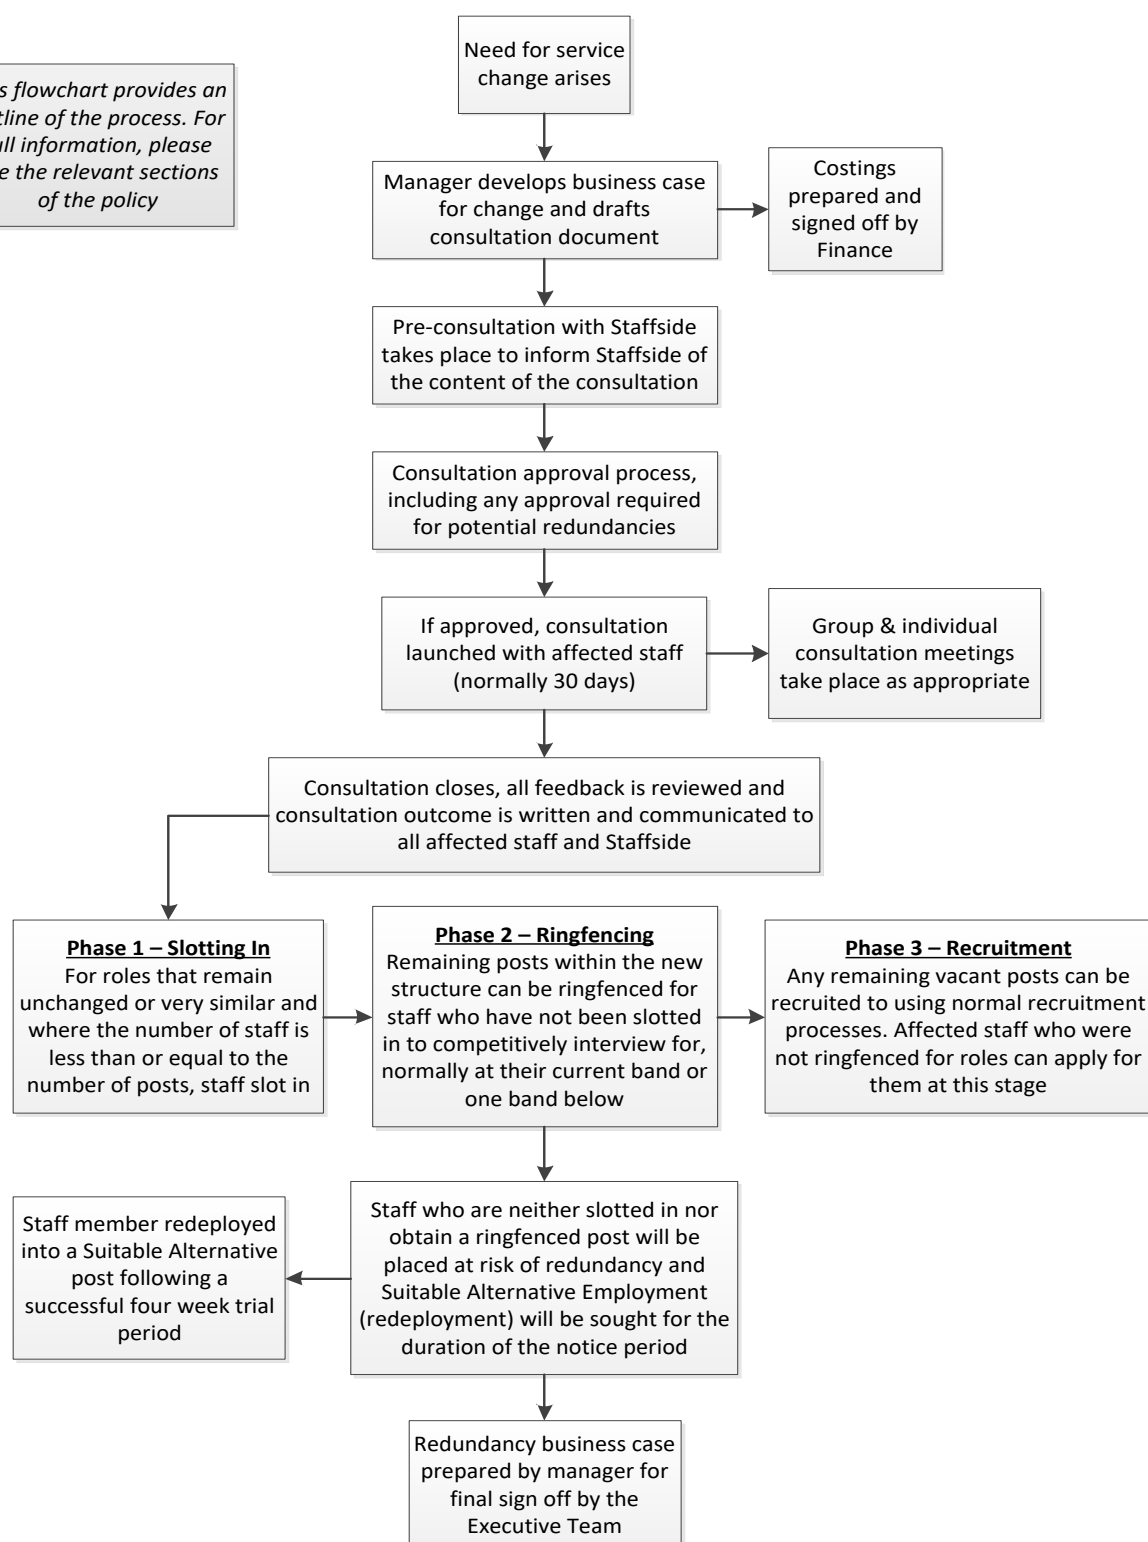 Need for service
change arises
s flowchart provides an
tline of the process. For
ull information, please
e the relevant sections
of the policy
Manager develops business case
for change and drafts
consultation document
Costings
prepared and
signed off by
Finance
Pre-consultation with Staffside
takes place to inform Staffside of
the content of the consultation
Consultation approval process,
including any approval required
for potential redundancies
If approved, consultation
launched with affected staff
(normally 30 days)
Group & individual
consultation meetings
take place as appropriate
Consultation closes, all feedback is reviewed and
consultation outcome is written and communicated to
all affected staff and Staffside
Phase 1 – Slotting In
For roles that remain
unchanged or very similar and
where the number of staff is
less than or equal to the
number of posts, staff slot in
Phase 2 – Ringfencing
Remaining posts within the new
structure can be ringfenced for
staff who have not been slotted
in to competitively interview for,
normally at their current band or
one band below
Phase 3 – Recruitment
Any remaining vacant posts can be
recruited to using normal recruitment
processes. Affected staff who were
not ringfenced for roles can apply for
them at this stage
Staff member redeployed
into a Suitable Alternative
post following a
successful four week trial
period
Staff who are neither slotted in nor
obtain a ringfenced post will be
placed at risk of redundancy and
Suitable Alternative Employment
(redeployment) will be sought for the
duration of the notice period
Redundancy business case
prepared by manager for
final sign off by the
Executive Team